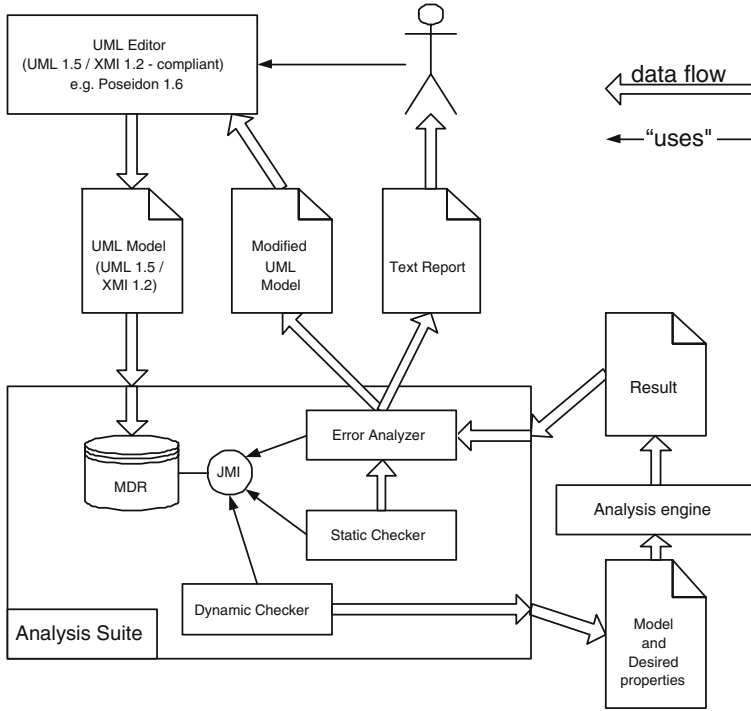 UML Editor
(UML 1.5 / XMI 1.2 - compliant)
e.g. Poseidon 1.6
data flow
“uses"
UML Model
(UML 1.5 /
XMI 1.2)
Modified
UML
Model
Text Report
Result
Error Analyzer
MDR
JMI
Analysis engine
Static Checker
Dynamic Checker
Analysis Suite
Model
and
Desired
properties